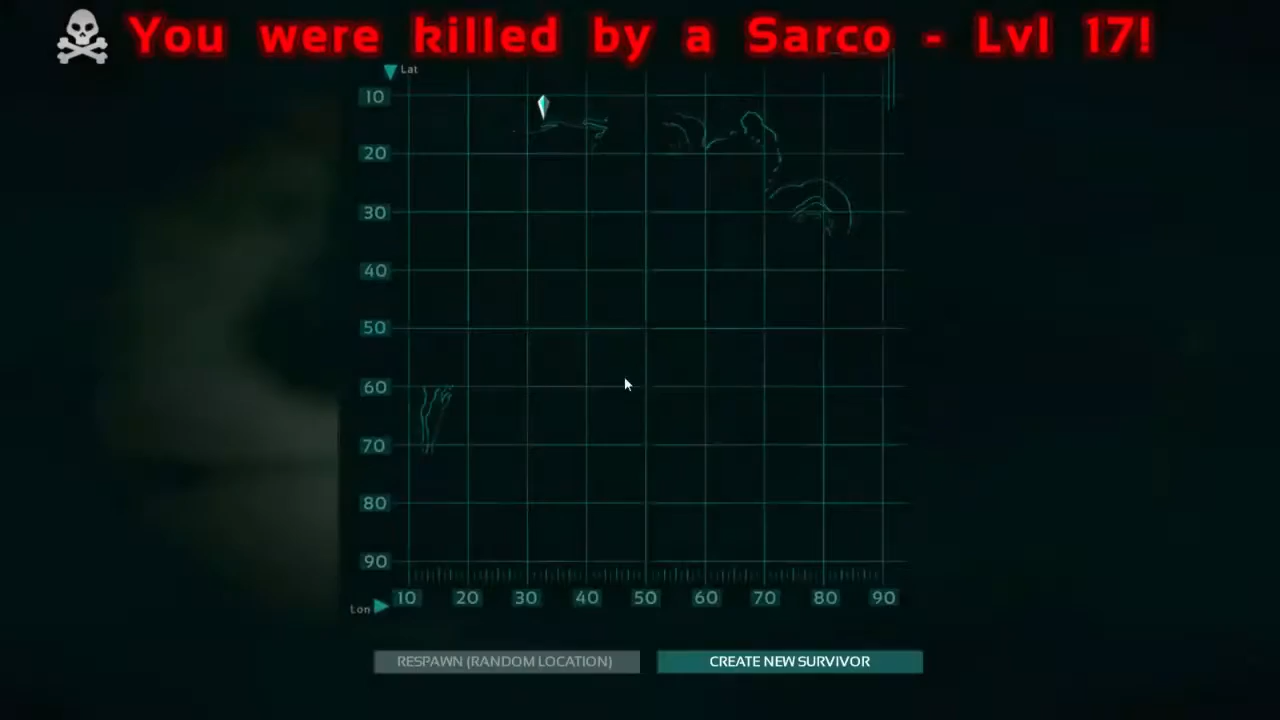 You were killed by a Sarco - Lvl 17!
Lat
10
20
30
40
50
60
70
80
90
Lon
10 20 30 40 50 60 70 80 90
RESPAWN (RANDOM LOCATION)
CREATE NEW SURVIVOR